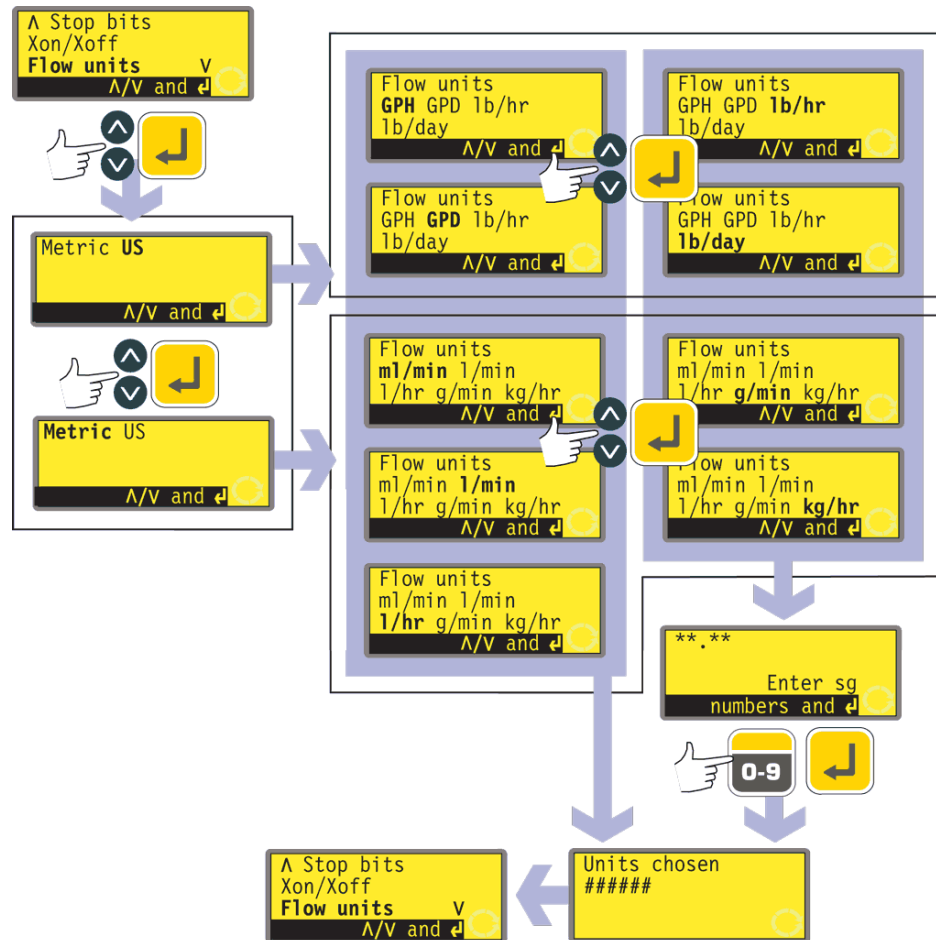 Λ Stop bits
Xon/Xoff
Flow units V
Λ/V and ↵
Metric US
Λ/V and ↵
Metric US
Λ/V and ↵
Flow units
GPH GPD lb/hr
lb/day
Λ/V and ↵
Flow units
GPH GPD lb/hr
lb/day
Λ/V and ↵
Flow units
GPH GPD lb/hr
lb/day
Λ/V and ↵
Flow units
GPH GPD lb/hr
lb/day
Λ/V and ↵
Flow units
ml/min l/min
l/hr g/min kg/hr
Λ/V and ↵
Flow units
ml/min l/min
l/hr g/min kg/hr
Λ/V and ↵
Flow units
ml/min l/min
l/hr g/min kg/hr
Λ/V and ↵
Flow units
ml/min l/min
l/hr g/min kg/hr
Λ/V and ↵
Flow units
ml/min l/min
l/hr g/min kg/hr
Λ/V and ↵
**.**
Enter sg
numbers and ↵
0-9
Λ Stop bits
Xon/Xoff
Flow units V
Λ/V and ↵
Units chosen
######